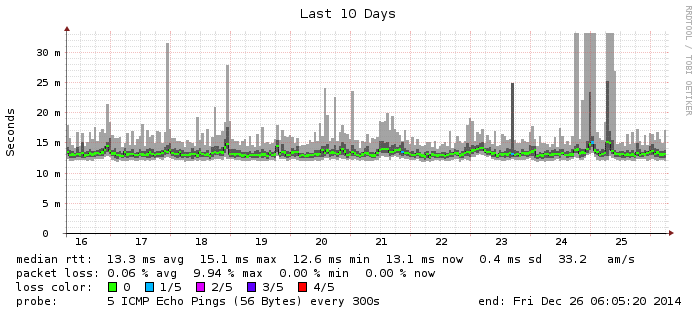 Last 10 Days
RRDTOOL / TOBI OETIKER
Seconds
30 m
25 m
20 m
15 m
10 m
5 m
0
16 17 18 19 20 21 22 23 24 25
median rtt: 13.3 ms avg 15.1 ms max 12.6 ms min 13.1 ms now 0.4 ms sd 33.2 am/s
packet loss: 0.06 % avg 9.94 % max 0.00 % min 0.00 % now
loss color: 0 1/5 2/5 3/5 4/5
probe: 5 ICMP Echo Pings (56 Bytes) every 300s end: Fri Dec 26 06:05:20 2014